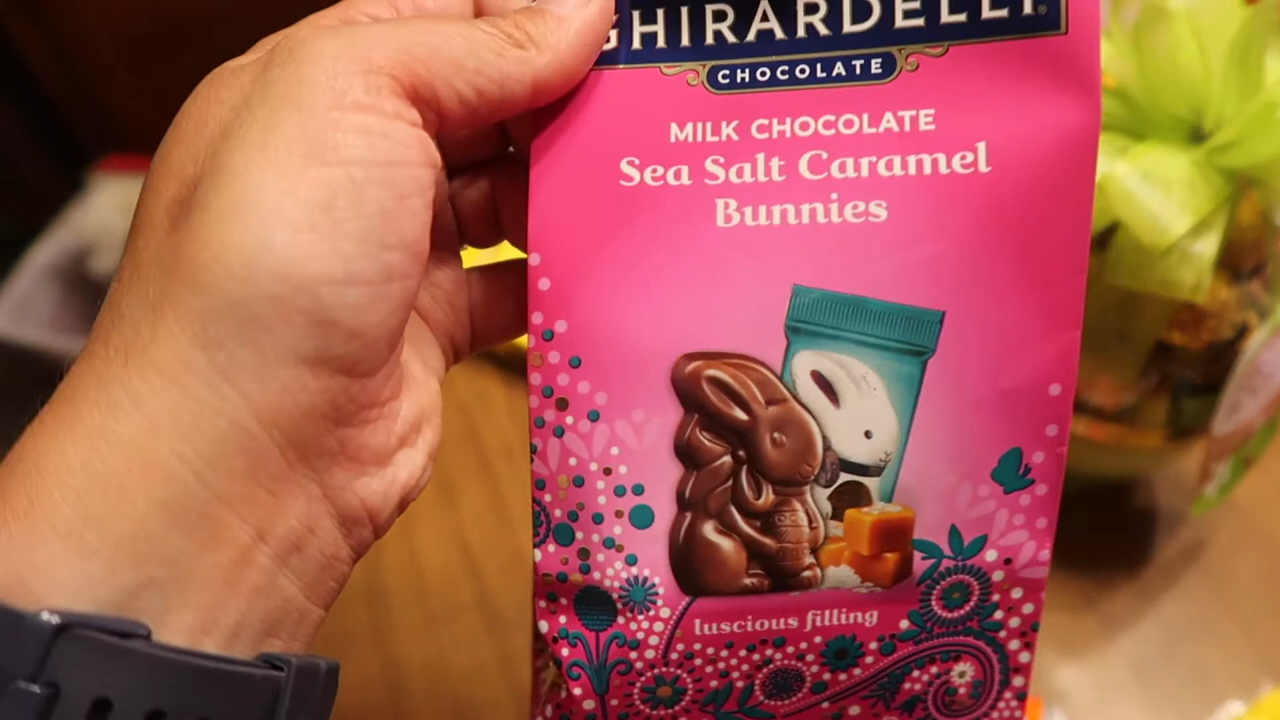 GHIRARDELLI®
CHOCOLATE
MILK CHOCOLATE
Sea Salt Caramel
Bunnies
luscious filling